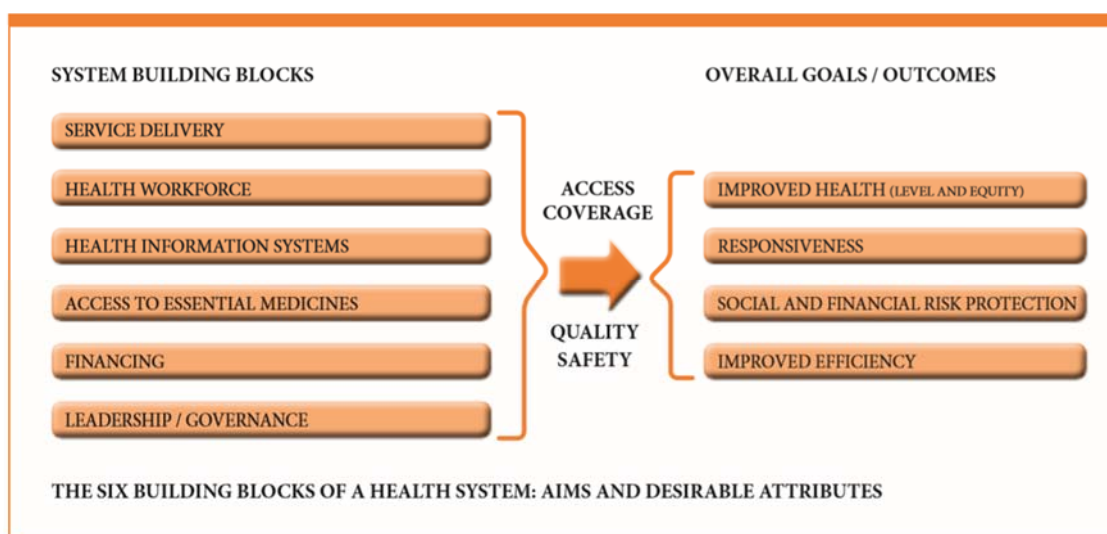 SYSTEM BUILDING BLOCKS
SERVICE DELIVERY
HEALTH WORKFORCE
HEALTH INFORMATION SYSTEMS
ACCESS TO ESSENTIAL MEDICINES
FINANCING
LEADERSHIP / GOVERNANCE
ACCESS
COVERAGE
QUALITY
SAFETY
OVERALL GOALS / OUTCOMES
IMPROVED HEALTH (LEVEL AND EQUITY)
RESPONSIVENESS
SOCIAL AND FINANCIAL RISK PROTECTION
IMPROVED EFFICIENCY
THE SIX BUILDING BLOCKS OF A HEALTH SYSTEM: AIMS AND DESIRABLE ATTRIBUTES